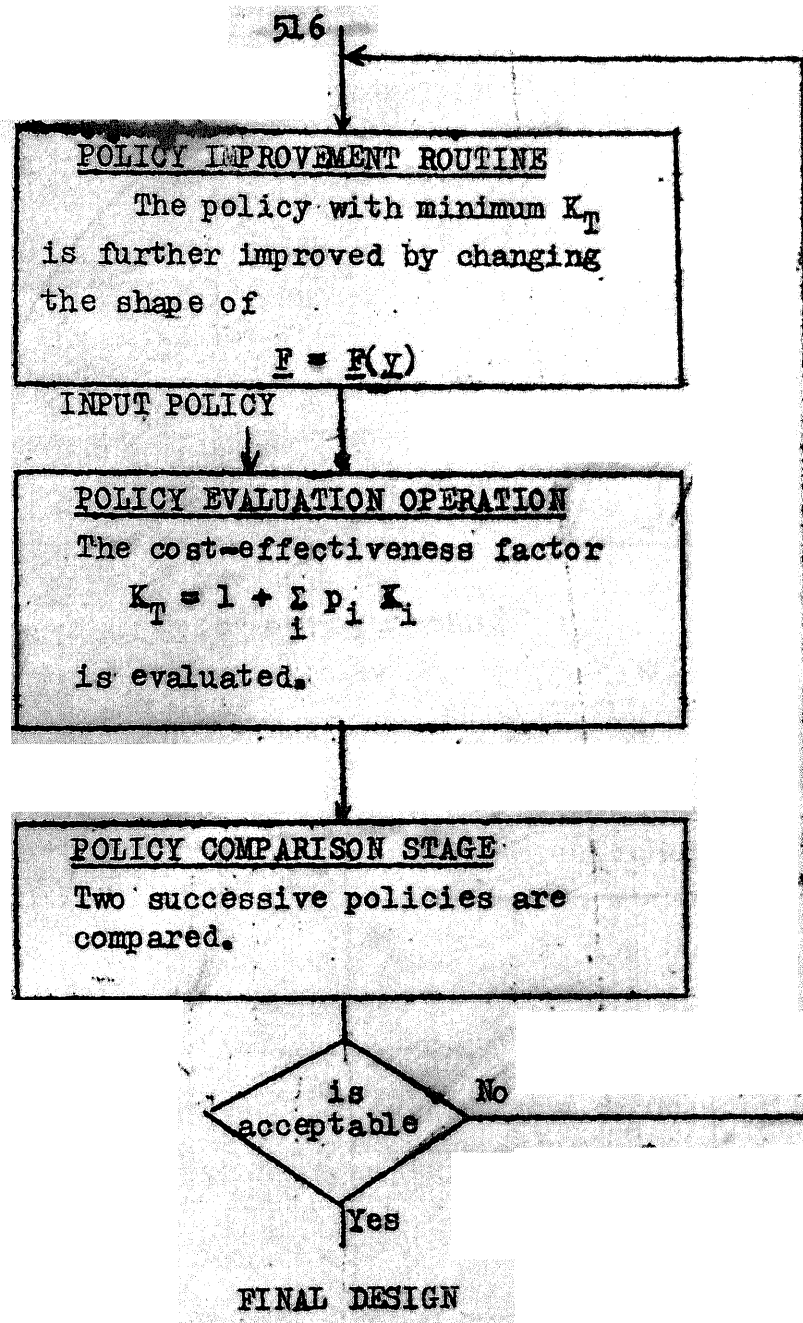 516
POLICY IMPROVEMENT ROUTINE
The policy with minimum K_T
is further improved by changing
the shape of
F = F(y)
INPUT POLICY
POLICY EVALUATION OPERATION
The cost-effectiveness factor
K_T = 1 + Σ_i p_i K_i
is evaluated.
POLICY COMPARISON STAGE
Two successive policies are
compared.
is
acceptable
No
Yes
FINAL DESIGN